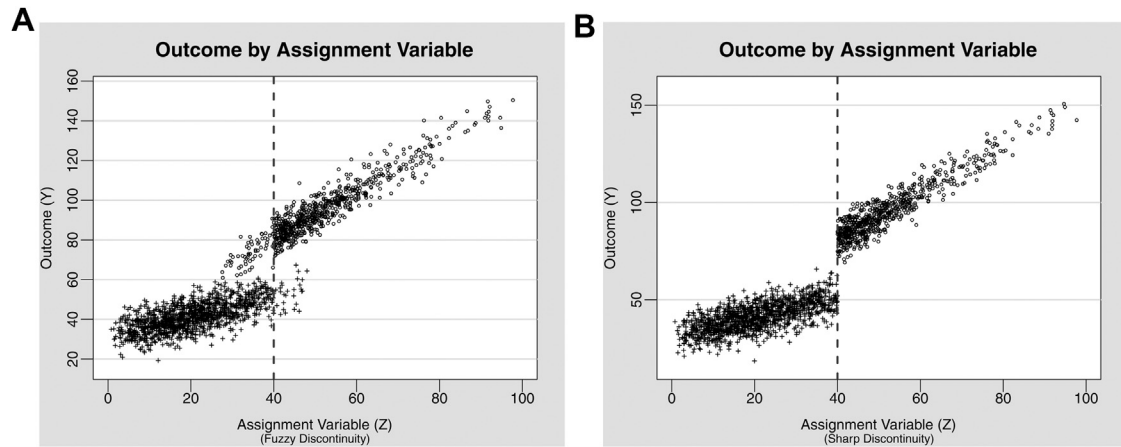 A
Outcome by Assignment Variable
Outcome (Y)
160
140
120
100
80
60
40
20
0 20 40 60 80 100
Assignment Variable (Z)
(Fuzzy Discontinuity)
B
Outcome by Assignment Variable
Outcome (Y)
150
100
50
0 20 40 60 80 100
Assignment Variable (Z)
(Sharp Discontinuity)